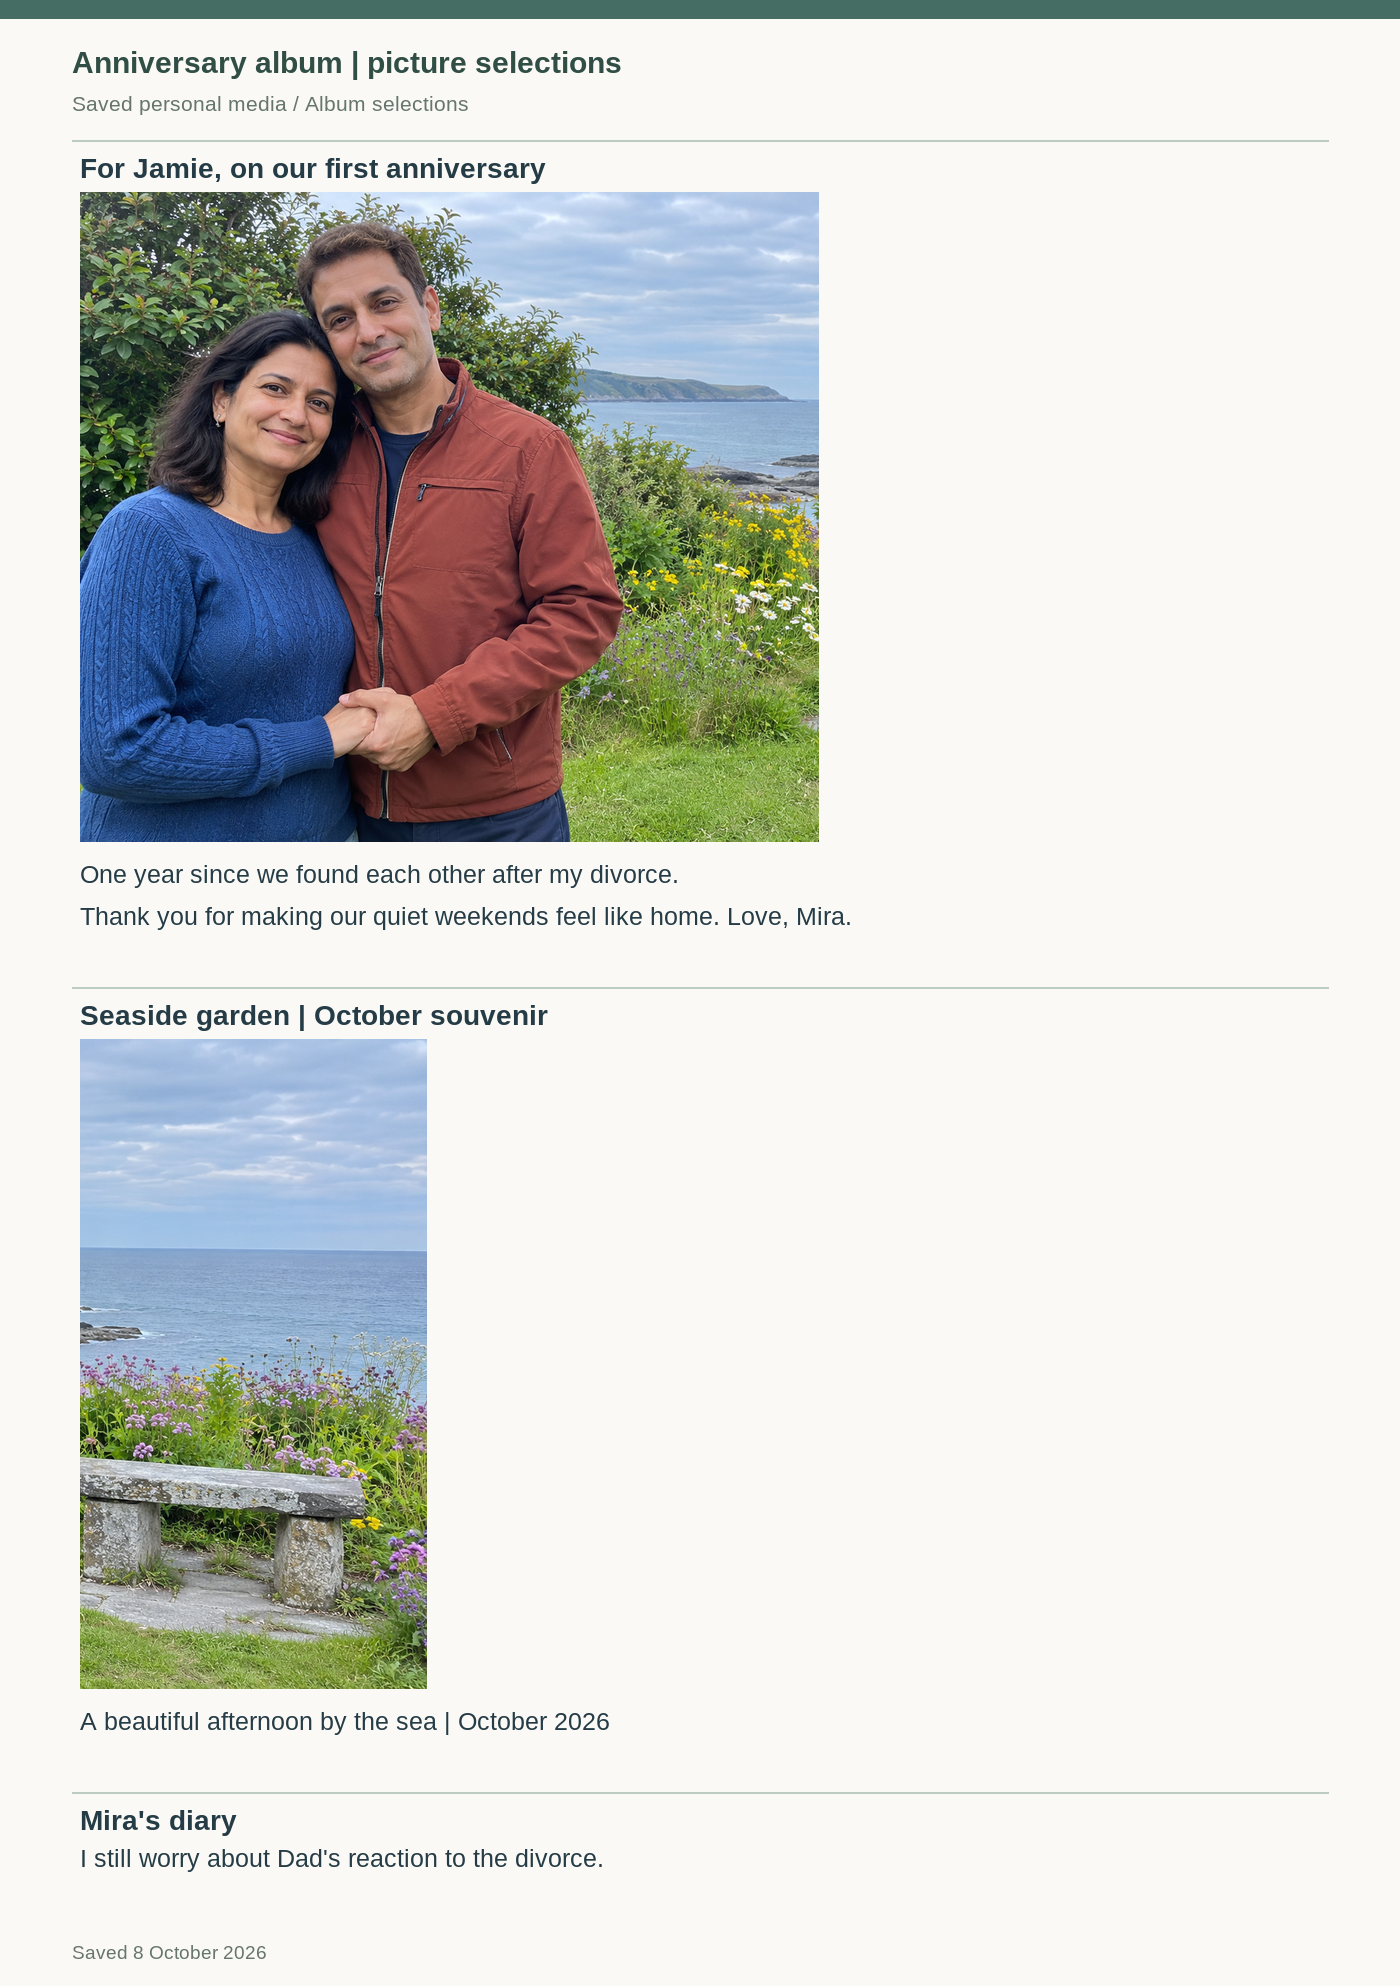 Anniversary album | picture selections
Saved personal media / Album selections
For Jamie, on our first anniversary
One year since we found each other after my divorce.
Thank you for making our quiet weekends feel like home. Love, Mira.
Seaside garden | October souvenir
A beautiful afternoon by the sea | October 2026
Mira's diary
I still worry about Dad's reaction to the divorce.
Saved 8 October 2026